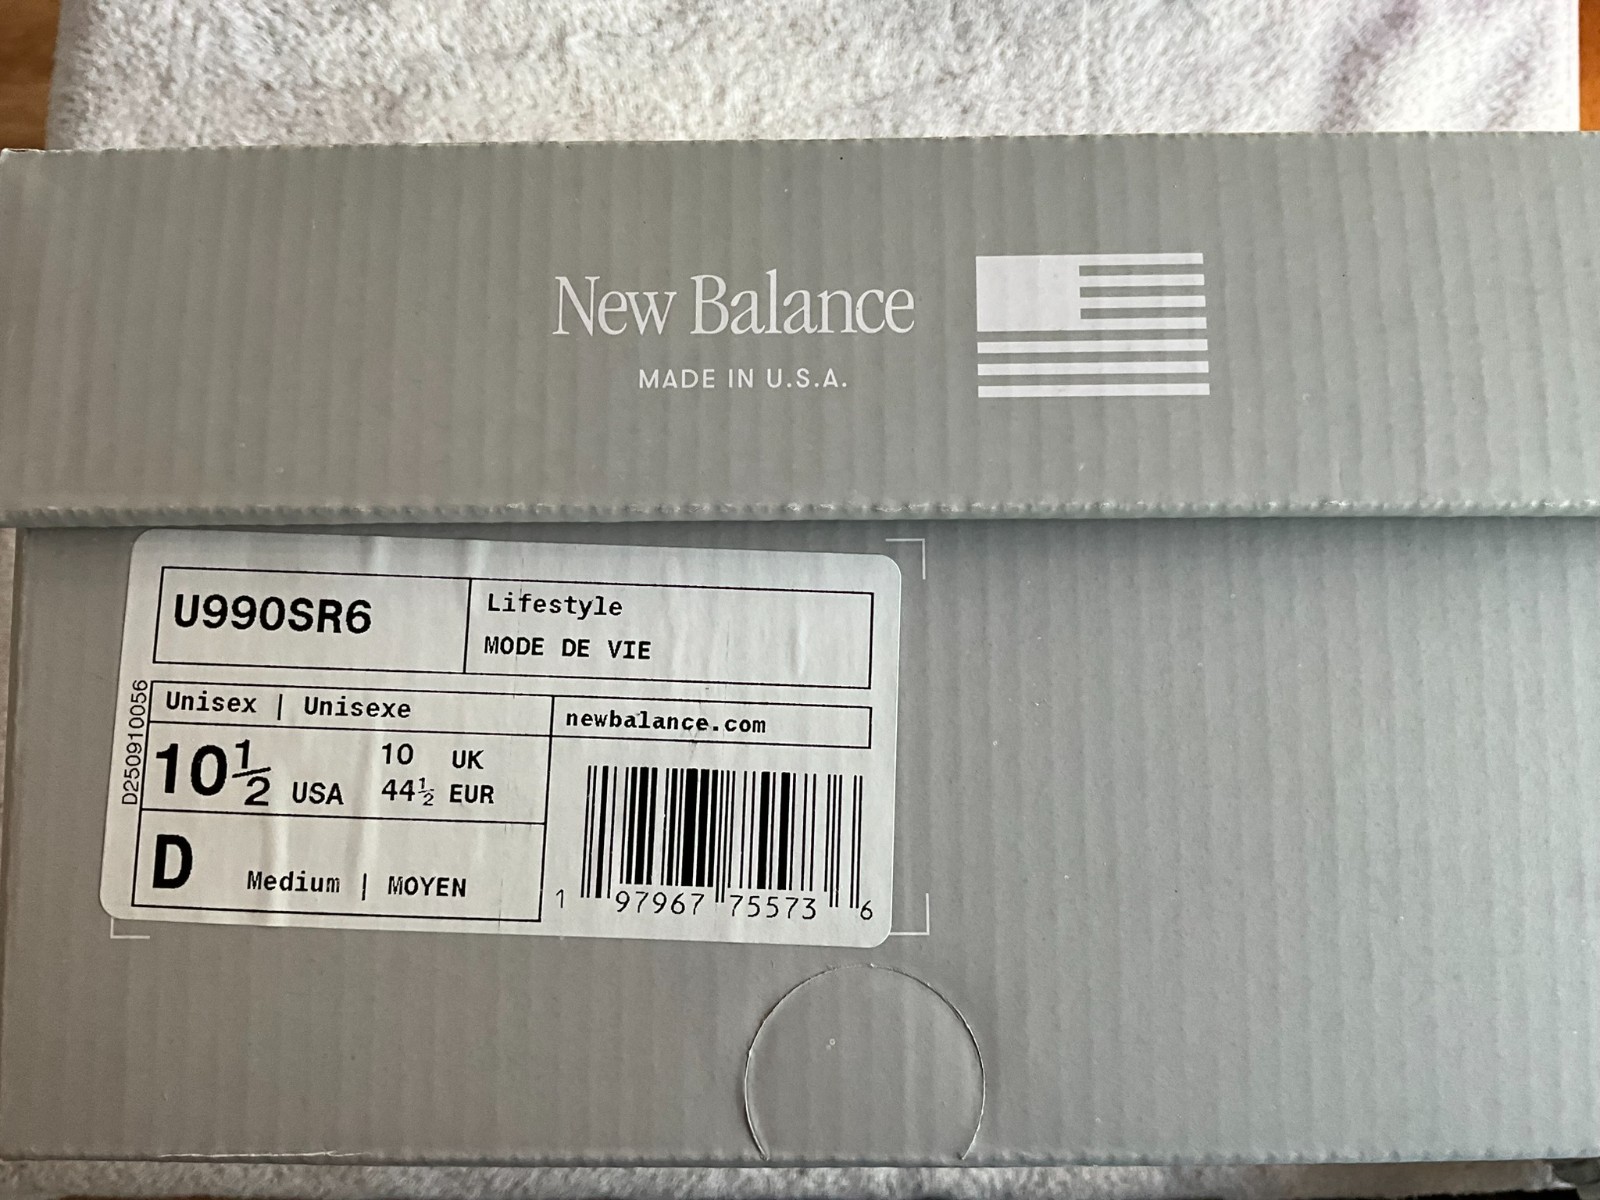 New Balance
MADE IN U.S.A.
U990SR6
Lifestyle
MODE DE VIE
D250910056
Unisex | Unisexe
newbalance.com
10½ USA
10 UK
44½ EUR
D Medium | MOYEN
1 97967 75573 6